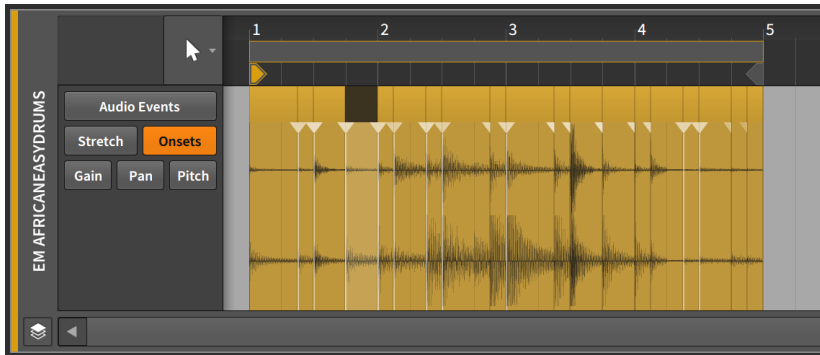 1 2 3 4 5
EM AFRICANEASYDRUMS
Audio Events
Stretch Onsets
Gain Pan Pitch